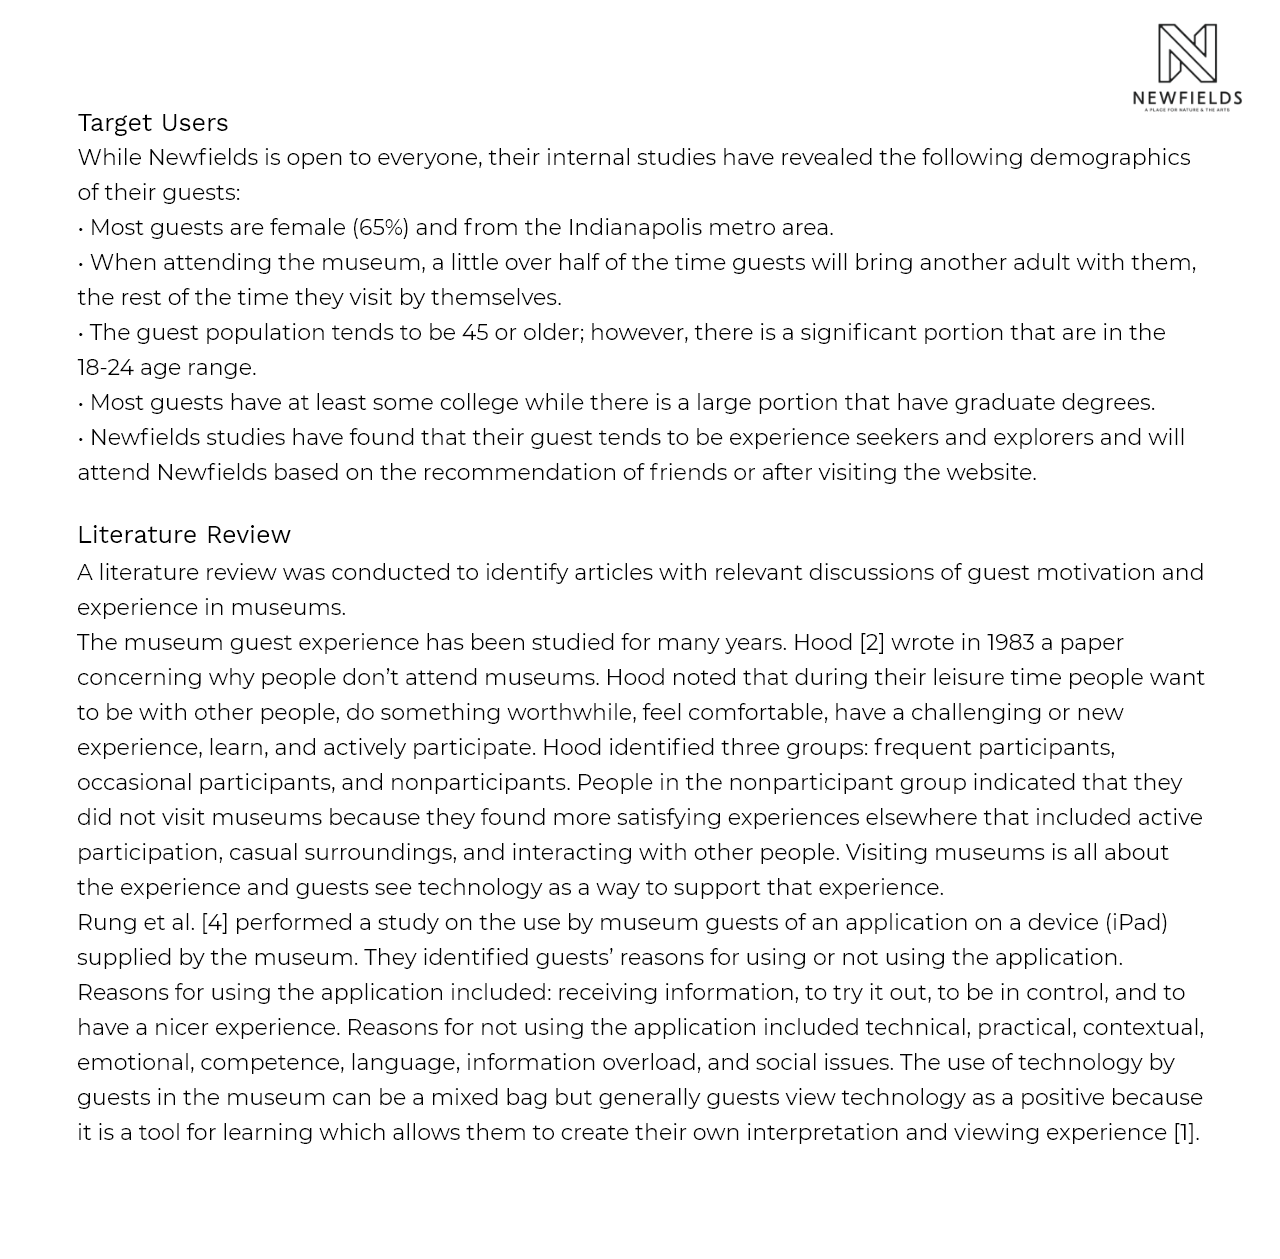 NEWFIELDS
A PLACE FOR NATURE & THE ARTS
Target Users
While Newfields is open to everyone, their internal studies have revealed the following demographics
of their guests:
• Most guests are female (65%) and from the Indianapolis metro area.
• When attending the museum, a little over half of the time guests will bring another adult with them,
the rest of the time they visit by themselves.
• The guest population tends to be 45 or older; however, there is a significant portion that are in the
18-24 age range.
• Most guests have at least some college while there is a large portion that have graduate degrees.
• Newfields studies have found that their guest tends to be experience seekers and explorers and will
attend Newfields based on the recommendation of friends or after visiting the website.
Literature Review
A literature review was conducted to identify articles with relevant discussions of guest motivation and
experience in museums.
The museum guest experience has been studied for many years. Hood [2] wrote in 1983 a paper
concerning why people don’t attend museums. Hood noted that during their leisure time people want
to be with other people, do something worthwhile, feel comfortable, have a challenging or new
experience, learn, and actively participate. Hood identified three groups: frequent participants,
occasional participants, and nonparticipants. People in the nonparticipant group indicated that they
did not visit museums because they found more satisfying experiences elsewhere that included active
participation, casual surroundings, and interacting with other people. Visiting museums is all about
the experience and guests see technology as a way to support that experience.
Rung et al. [4] performed a study on the use by museum guests of an application on a device (iPad)
supplied by the museum. They identified guests’ reasons for using or not using the application.
Reasons for using the application included: receiving information, to try it out, to be in control, and to
have a nicer experience. Reasons for not using the application included technical, practical, contextual,
emotional, competence, language, information overload, and social issues. The use of technology by
guests in the museum can be a mixed bag but generally guests view technology as a positive because
it is a tool for learning which allows them to create their own interpretation and viewing experience [1].